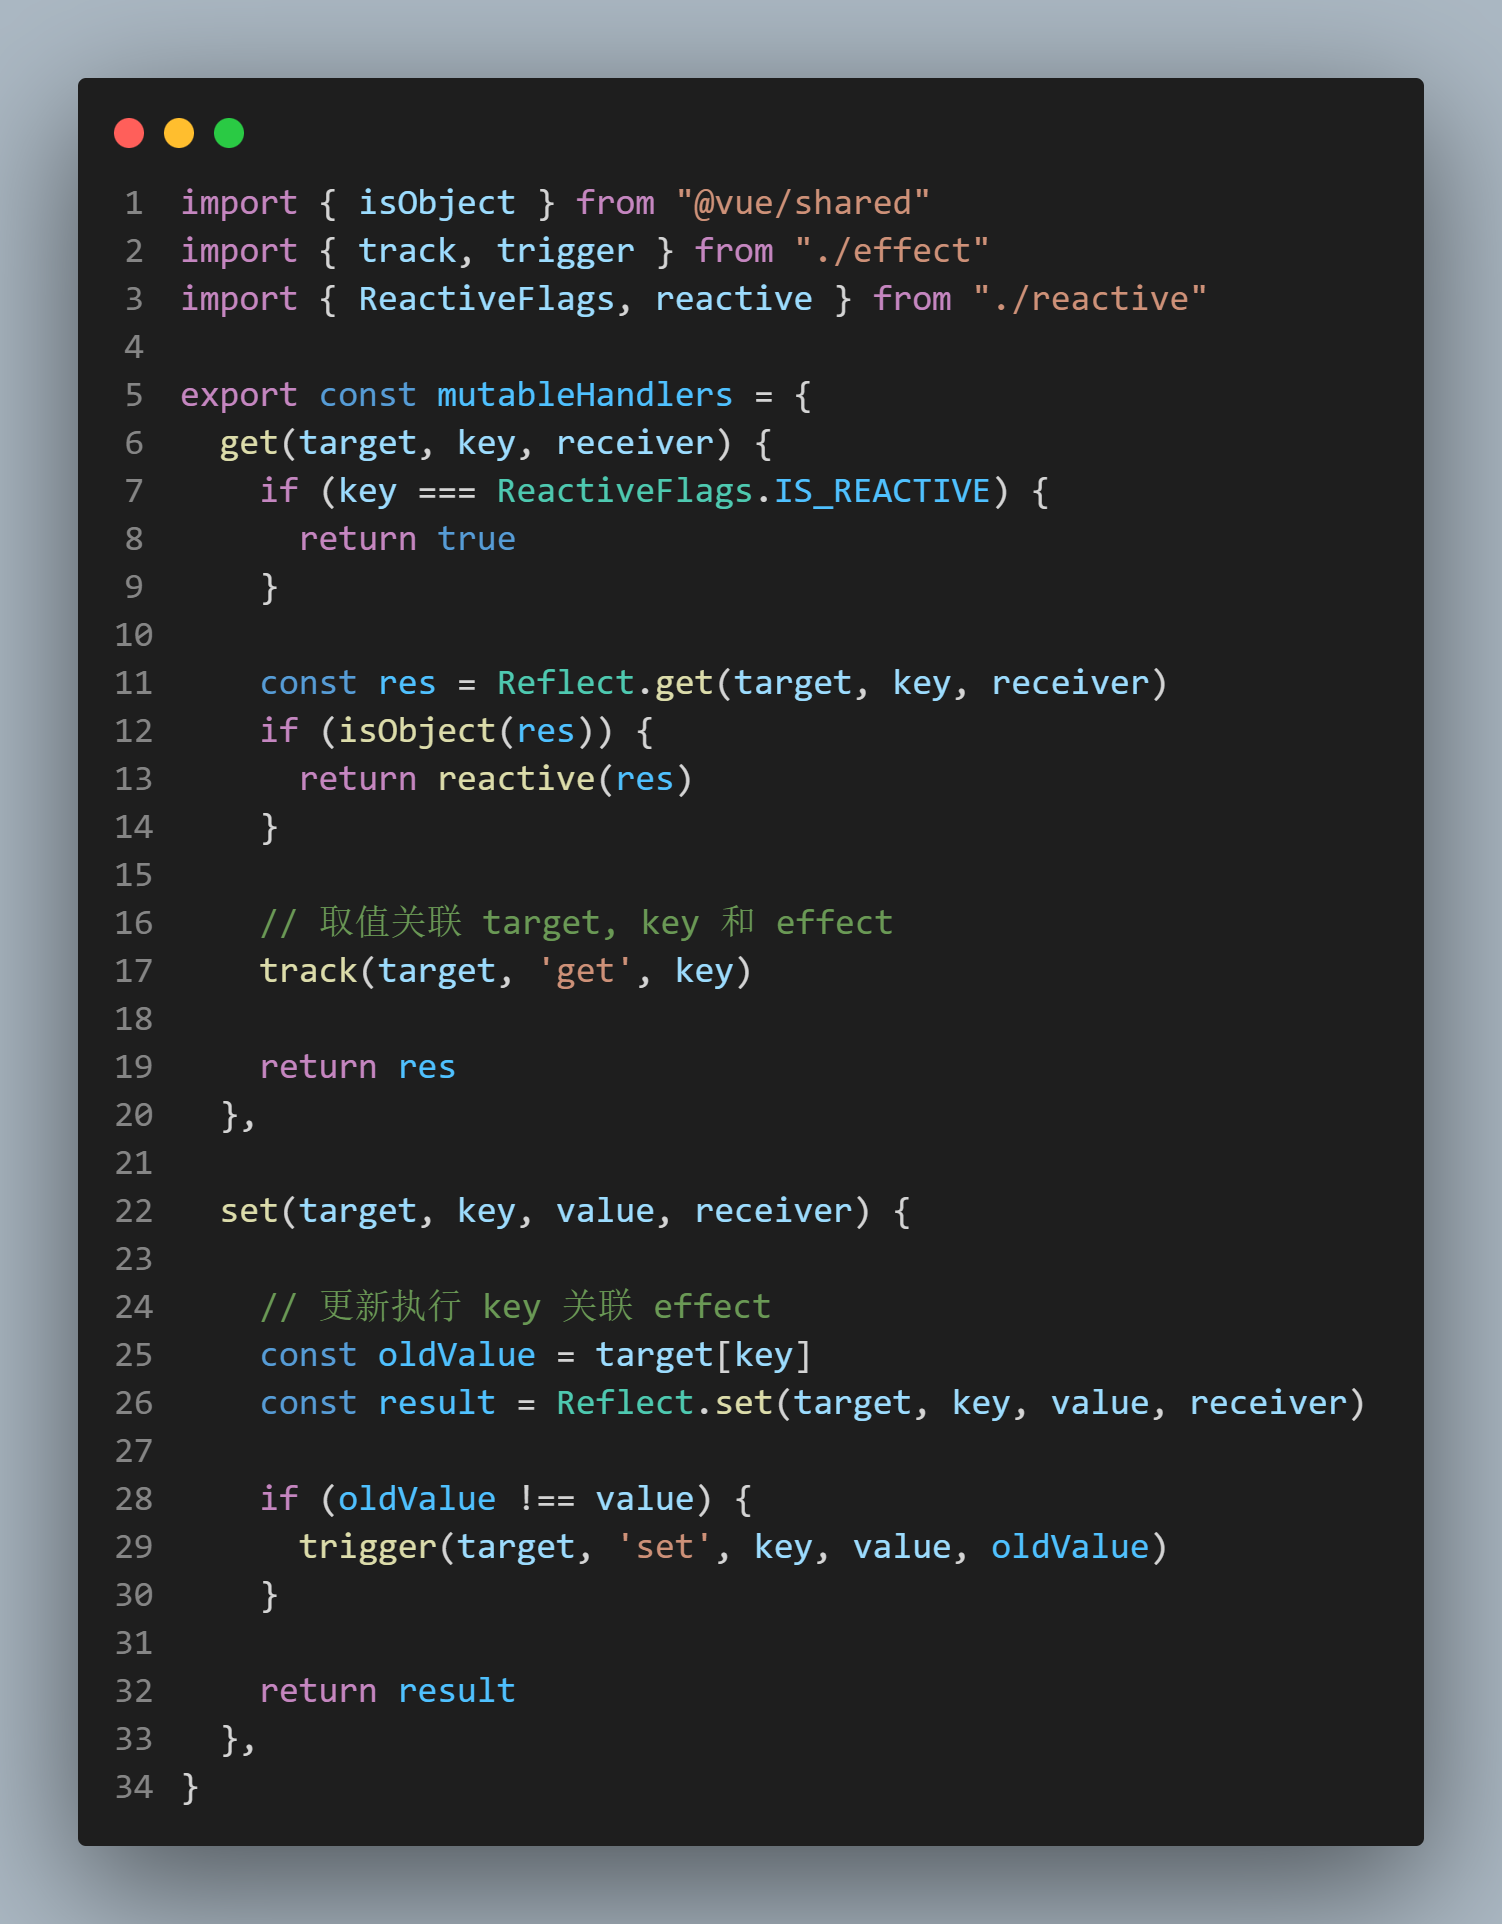 1 import { isObject } from "@vue/shared"
2 import { track, trigger } from "./effect"
3 import { ReactiveFlags, reactive } from "./reactive"
4
5 export const mutableHandlers = {
6   get(target, key, receiver) {
7     if (key === ReactiveFlags.IS_REACTIVE) {
8       return true
9     }
10
11     const res = Reflect.get(target, key, receiver)
12     if (isObject(res)) {
13       return reactive(res)
14     }
15
16     // 取值关联 target, key 和 effect
17     track(target, 'get', key)
18
19     return res
20   },
21
22   set(target, key, value, receiver) {
23
24     // 更新执行 key 关联 effect
25     const oldValue = target[key]
26     const result = Reflect.set(target, key, value, receiver)
27
28     if (oldValue !== value) {
29       trigger(target, 'set', key, value, oldValue)
30     }
31
32     return result
33   },
34 }